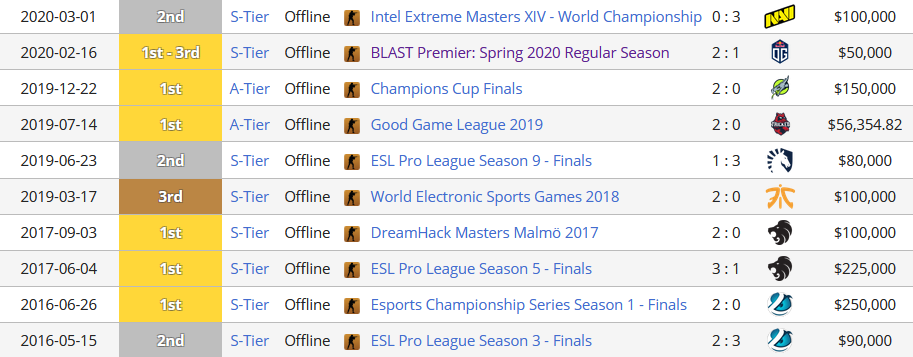 2020-03-01 2nd S-Tier Offline Intel Extreme Masters XIV - World Championship 0 : 3 NAVI $100,000
2020-02-16 1st - 3rd S-Tier Offline BLAST Premier: Spring 2020 Regular Season 2 : 1 OG $50,000
2019-12-22 1st A-Tier Offline Champions Cup Finals 2 : 0 $150,000
2019-07-14 1st A-Tier Offline Good Game League 2019 2 : 0 $56,354.82
2019-06-23 2nd S-Tier Offline ESL Pro League Season 9 - Finals 1 : 3 $80,000
2019-03-17 3rd S-Tier Offline World Electronic Sports Games 2018 2 : 0 $100,000
2017-09-03 1st S-Tier Offline DreamHack Masters Malmö 2017 2 : 0 $100,000
2017-06-04 1st S-Tier Offline ESL Pro League Season 5 - Finals 3 : 1 $225,000
2016-06-26 1st S-Tier Offline Esports Championship Series Season 1 - Finals 2 : 0 $250,000
2016-05-15 2nd S-Tier Offline ESL Pro League Season 3 - Finals 2 : 3 $90,000